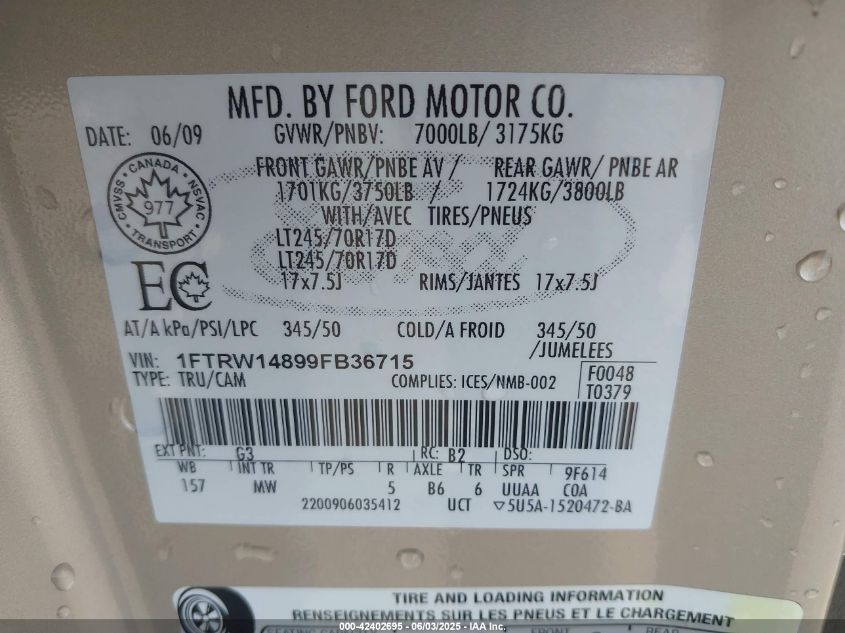 MFD. BY FORD MOTOR CO.
DATE: 06/09 GVWR/PNBV: 7000LB/ 3175KG
FRONT GAWR/PNBE AV / REAR GAWR/ PNBE AR
1701KG/3750LB / 1724KG/3800LB
WITH/AVEC TIRES/PNEUS
LT245/70R17D
LT245/70R17D
17x7.5J RIMS/JANTES 17x7.5J
CANADA
CMVSS 977 NSVAC
TRANSPORT
EC
AT/A kPa/PSI/LPC 345/50 COLD/A FROID 345/50
/JUMELEES
VIN: 1FTRW14899FB36715
TYPE: TRU/CAM COMPLIES: ICES/NMB-002 F0048
T0379
EXT PNT: G3 RC: B2 DSO:
WB INT TR TP/PS R AXLE TR SPR 9F614
157 MW 5 B6 6 UUAA COA
2200906035412 UCT ▽5U5A-1520472-BA
TIRE AND LOADING INFORMATION
RENSEIGNEMENTS SUR LES PNEUS ET LE CHARGEMENT
000-42402695 - 06/03/2025 - IAA Inc.